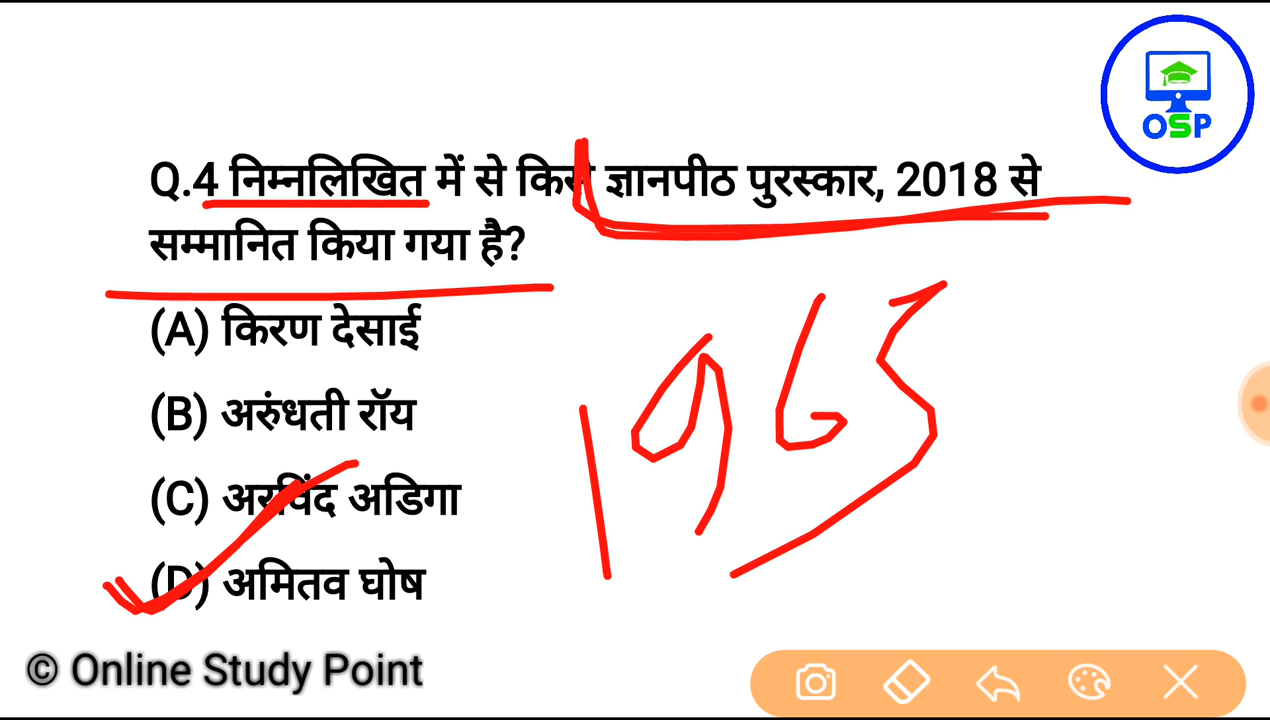 OSP
Q.4 निम्नलिखित में से किसे ज्ञानपीठ पुरस्कार, 2018 से
सम्मानित किया गया है?
(A) किरण देसाई
(B) अरुंधती रॉय
(C) अरविंद अडिगा
(D) अमितव घोष
1965
© Online Study Point